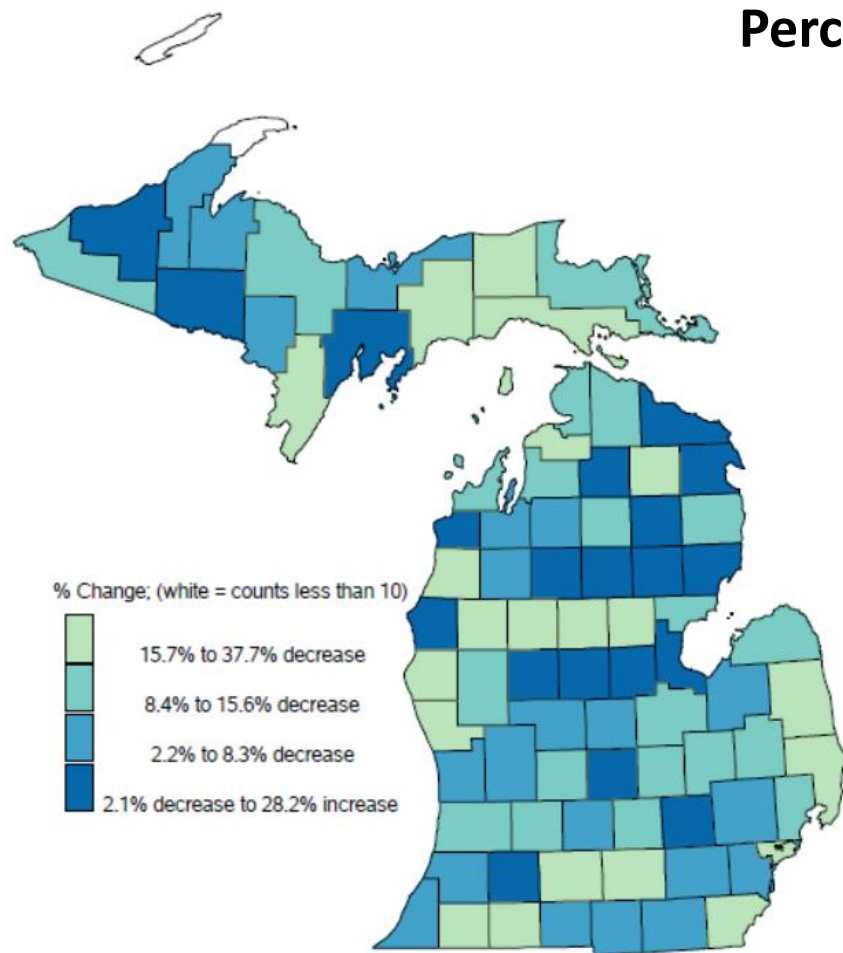 Perc
% Change; (white = counts less than 10)
15.7% to 37.7% decrease
8.4% to 15.6% decrease
2.2% to 8.3% decrease
2.1% decrease to 28.2% increase